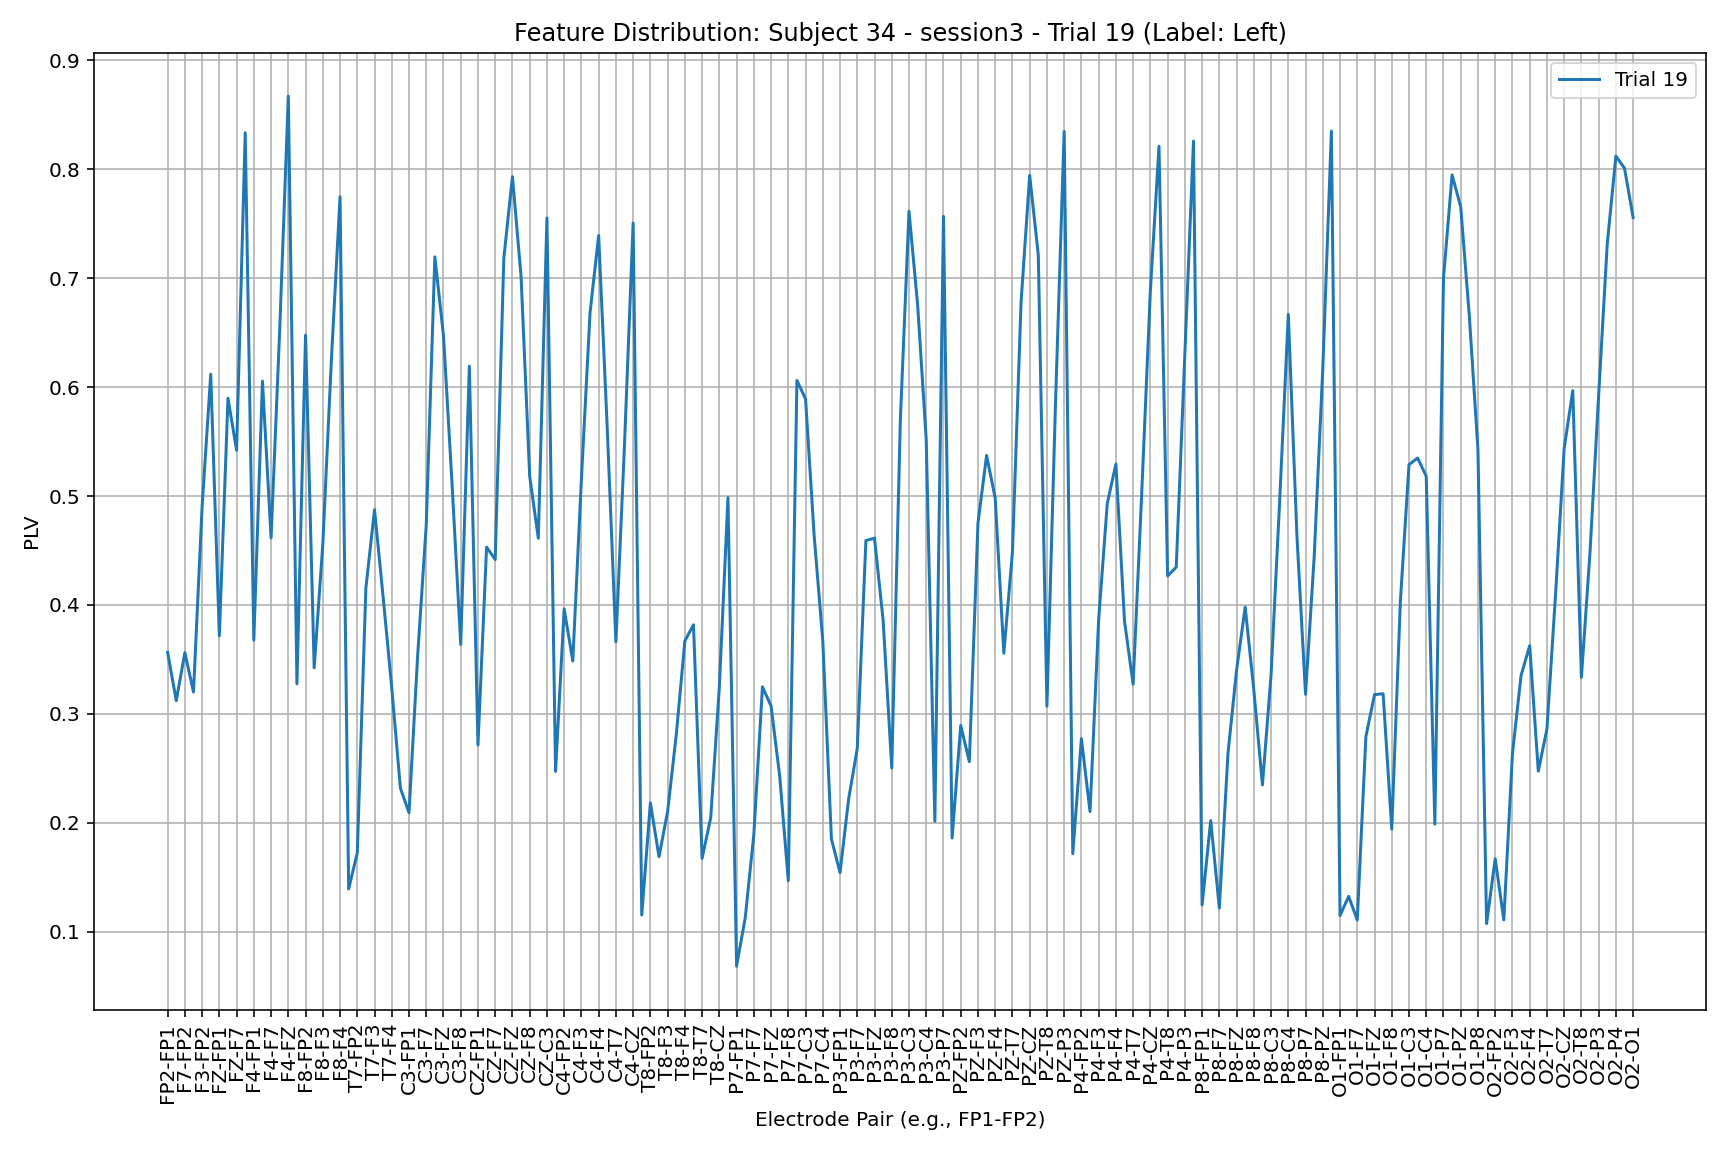 Feature Distribution: Subject 34 - session3 - Trial 19 (Label: Left)
Trial 19
PLV
0.9
0.8
0.7
0.6
0.5
0.4
0.3
0.2
0.1
FP2-FP1
F7-FP2
F3-FP2
FZ-FP1
FZ-F7
F4-FP1
F4-F7
F4-FZ
F8-FP2
F8-F3
F8-F4
T7-FP2
T7-F3
T7-F4
C3-FP1
C3-F7
C3-FZ
C3-F8
CZ-FP1
CZ-F7
CZ-FZ
CZ-F8
CZ-C3
C4-FP2
C4-F3
C4-F4
C4-T7
C4-CZ
T8-FP2
T8-F3
T8-F4
T8-T7
T8-CZ
P7-FP1
P7-F7
P7-FZ
P7-F8
P7-C3
P7-C4
P3-FP1
P3-F7
P3-FZ
P3-F8
P3-C3
P3-C4
P3-P7
PZ-FP2
PZ-F3
PZ-F4
PZ-T7
PZ-CZ
PZ-T8
PZ-P3
P4-FP2
P4-F3
P4-F4
P4-T7
P4-CZ
P4-T8
P4-P3
P8-FP1
P8-F7
P8-FZ
P8-F8
P8-C3
P8-C4
P8-P7
P8-PZ
O1-FP1
O1-F7
O1-FZ
O1-F8
O1-C3
O1-C4
O1-P7
O1-PZ
O1-P8
O2-FP2
O2-F3
O2-F4
O2-T7
O2-CZ
O2-T8
O2-P3
O2-P4
O2-O1
Electrode Pair (e.g., FP1-FP2)